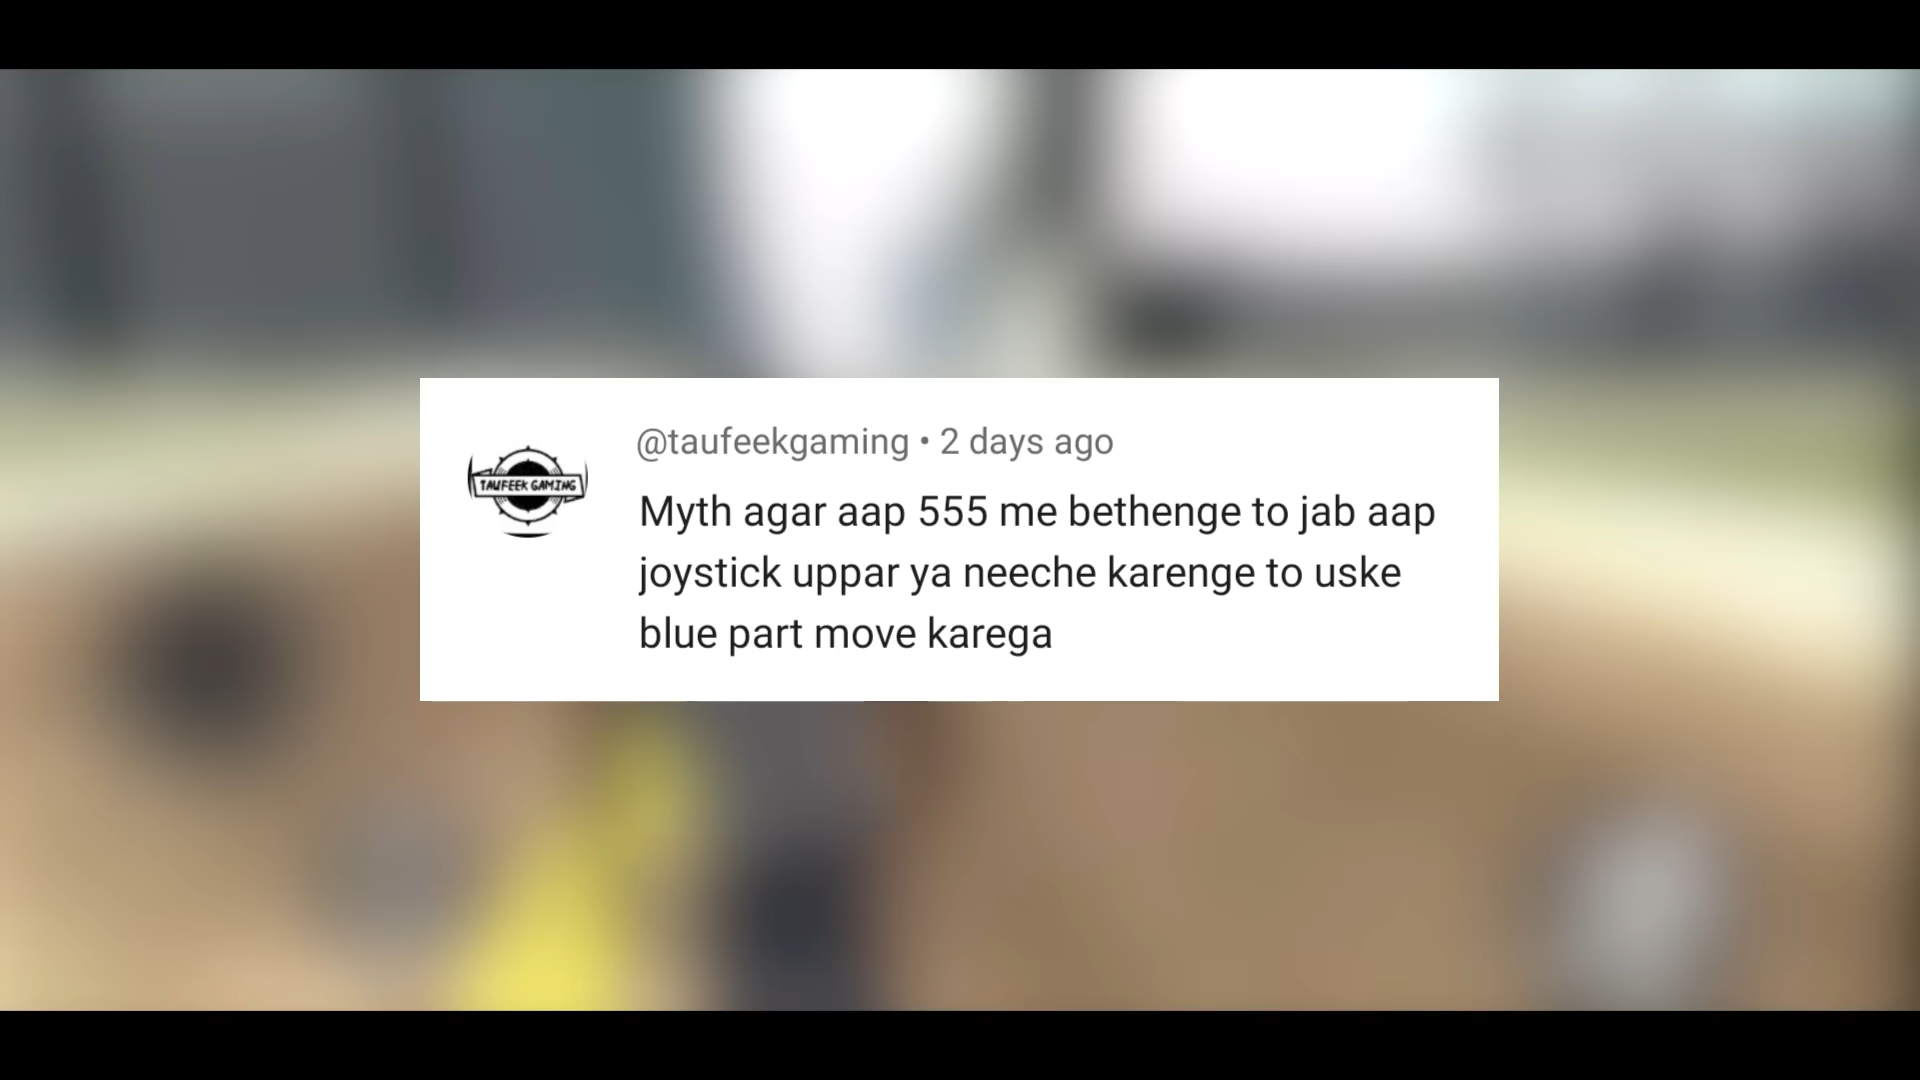 TAUFEEK GAMING
@taufeekgaming • 2 days ago
Myth agar aap 555 me bethenge to jab aap
joystick uppar ya neeche karenge to uske
blue part move karega